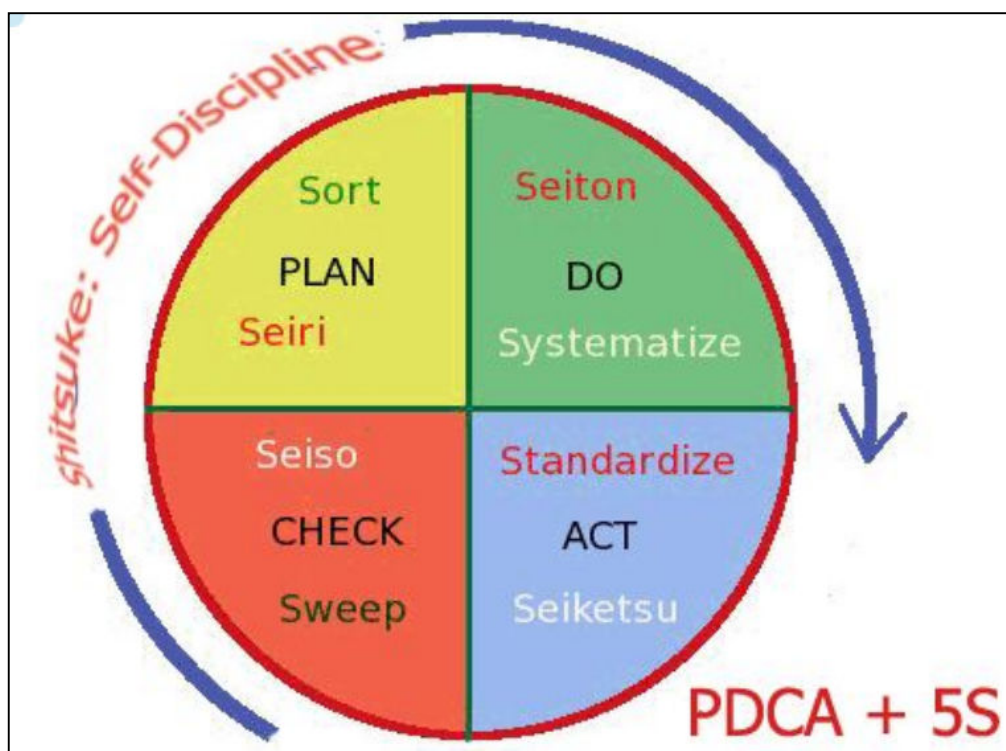 shitsuke: Self-Discipline
Sort
PLAN
Seiri
Seiton
DO
Systematize
Seiso
CHECK
Sweep
Standardize
ACT
Seiketsu
PDCA + 5S